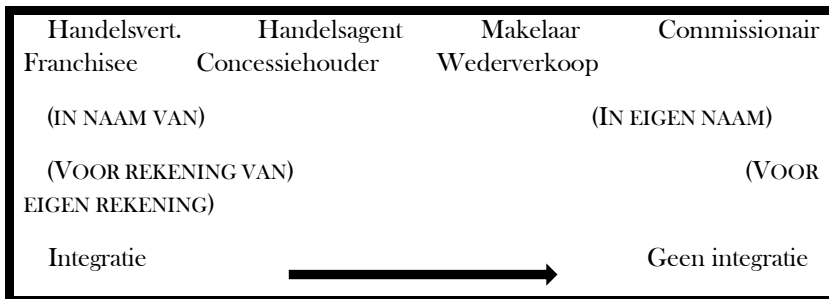 Handelsvert. Handelsagent Makelaar Commissionair
Franchisee Concessiehouder Wederverkoop
(IN NAAM VAN) (IN EIGEN NAAM)
(VOOR REKENING VAN) (VOOR
EIGEN REKENING)
Integratie Geen integratie